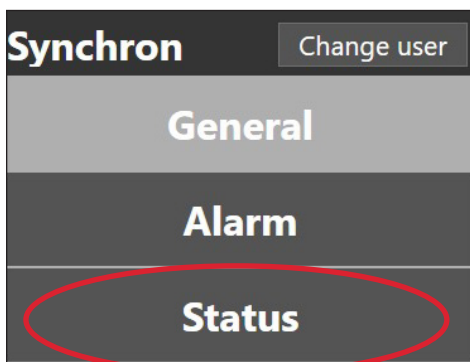 Synchron Change user
General
Alarm
Status